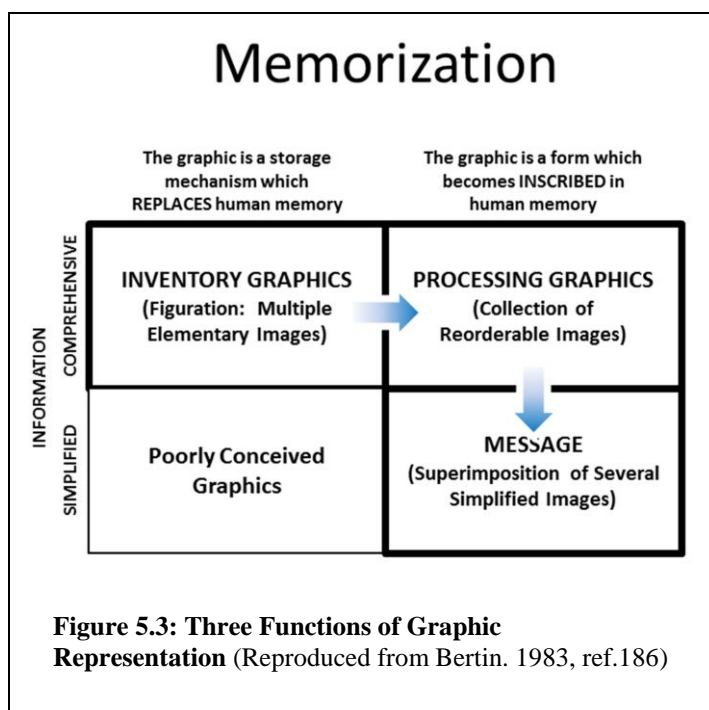 Memorization
The graphic is a storage
mechanism which
REPLACES human memory
The graphic is a form which
becomes INSCRIBED in
human memory
INFORMATION
COMPREHENSIVE
INVENTORY GRAPHICS
(Figuration: Multiple
Elementary Images)
PROCESSING GRAPHICS
(Collection of
Reorderable Images)
SIMPLIFIED
Poorly Conceived
Graphics
MESSAGE
(Superimposition of Several
Simplified Images)
Figure 5.3: Three Functions of Graphic
Representation (Reproduced from Bertin. 1983, ref.186)